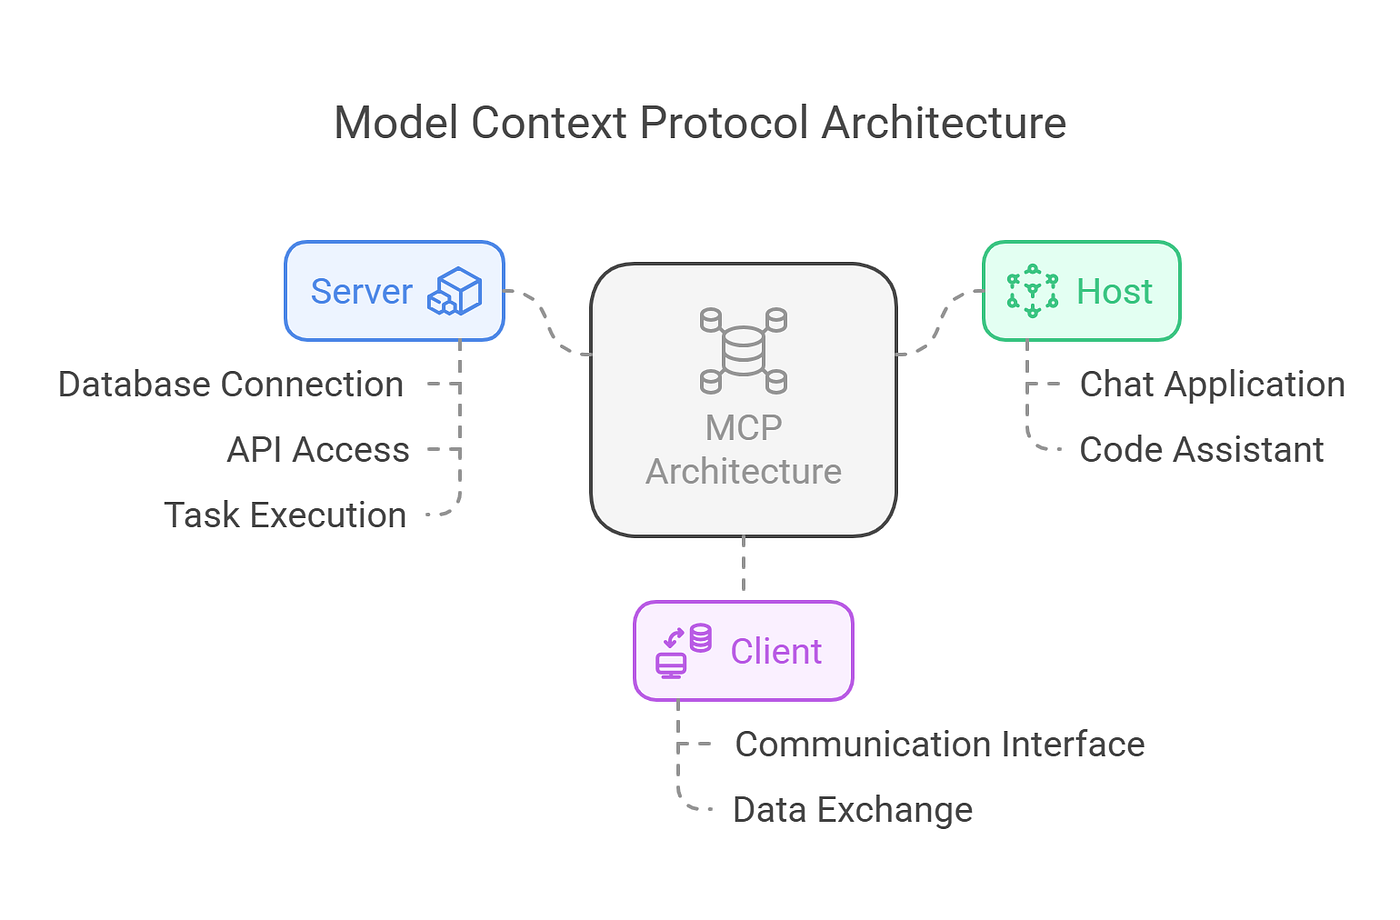 Model Context Protocol Architecture
Server
Database Connection
API Access
Task Execution
MCP
Architecture
Host
Chat Application
Code Assistant
Client
Communication Interface
Data Exchange